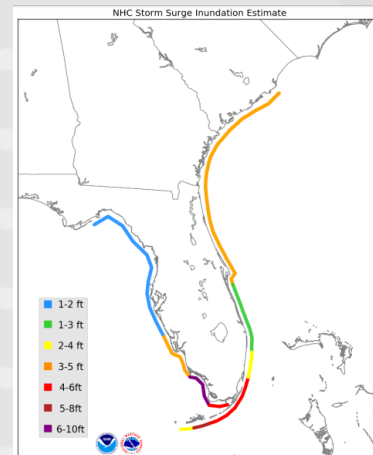 NHC Storm Surge Inundation Estimate
1-2 ft
1-3 ft
2-4 ft
3-5 ft
4-6ft
5-8ft
6-10ft